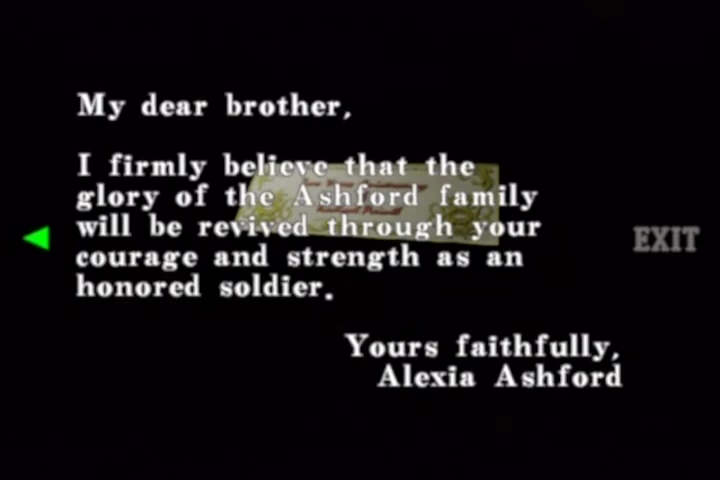 My dear brother,
I firmly believe that the
glory of the Ashford family
will be revived through your
courage and strength as an
honored soldier.
EXIT
Yours faithfully,
Alexia Ashford